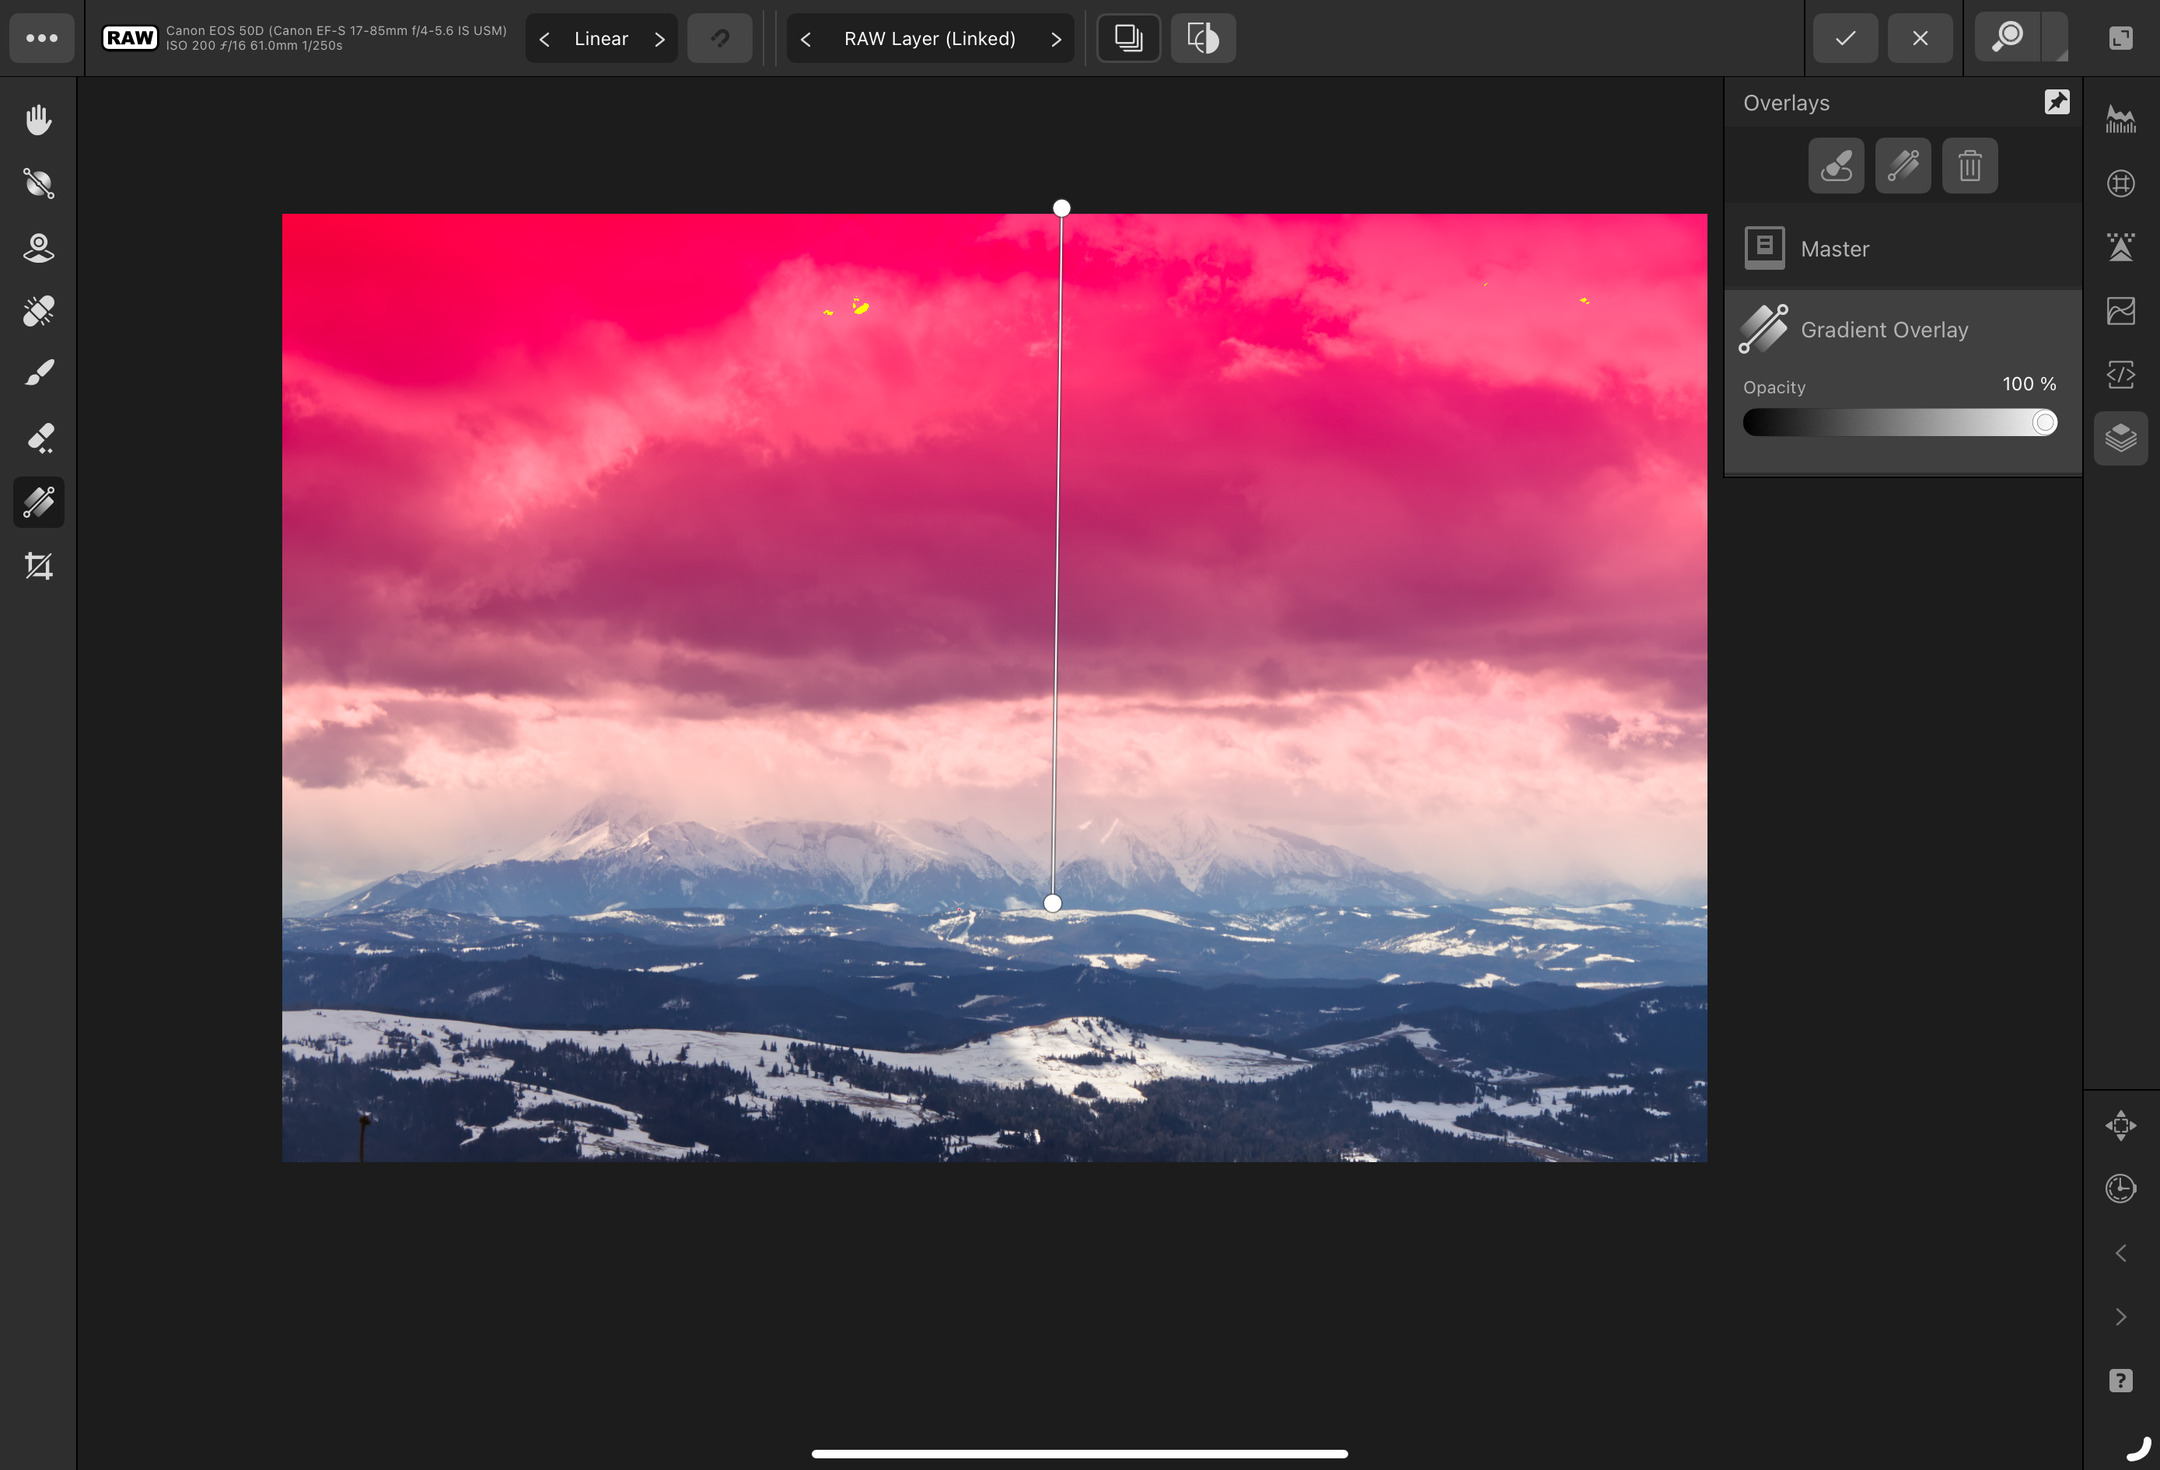 RAW
Canon EOS 50D (Canon EF-S 17-85mm f/4-5.6 IS USM)
ISO 200 ƒ/16 61.0mm 1/250s
Linear
RAW Layer (Linked)
Overlays
Master
Gradient Overlay
Opacity
100 %
?